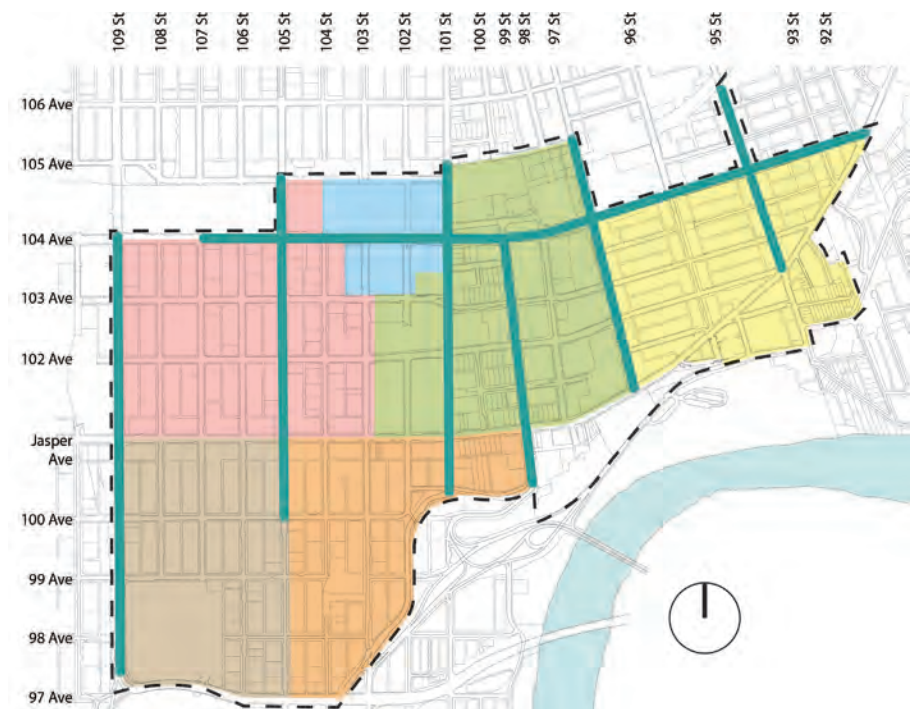 109 St
108 St
107 St
106 St
105 St
104 St
103 St
102 St
101 St
100 St
99 St
98 St
97 St
96 St
95 St
93 St
92 St
106 Ave
105 Ave
104 Ave
103 Ave
102 Ave
Jasper
Ave
100 Ave
99 Ave
98 Ave
97 Ave